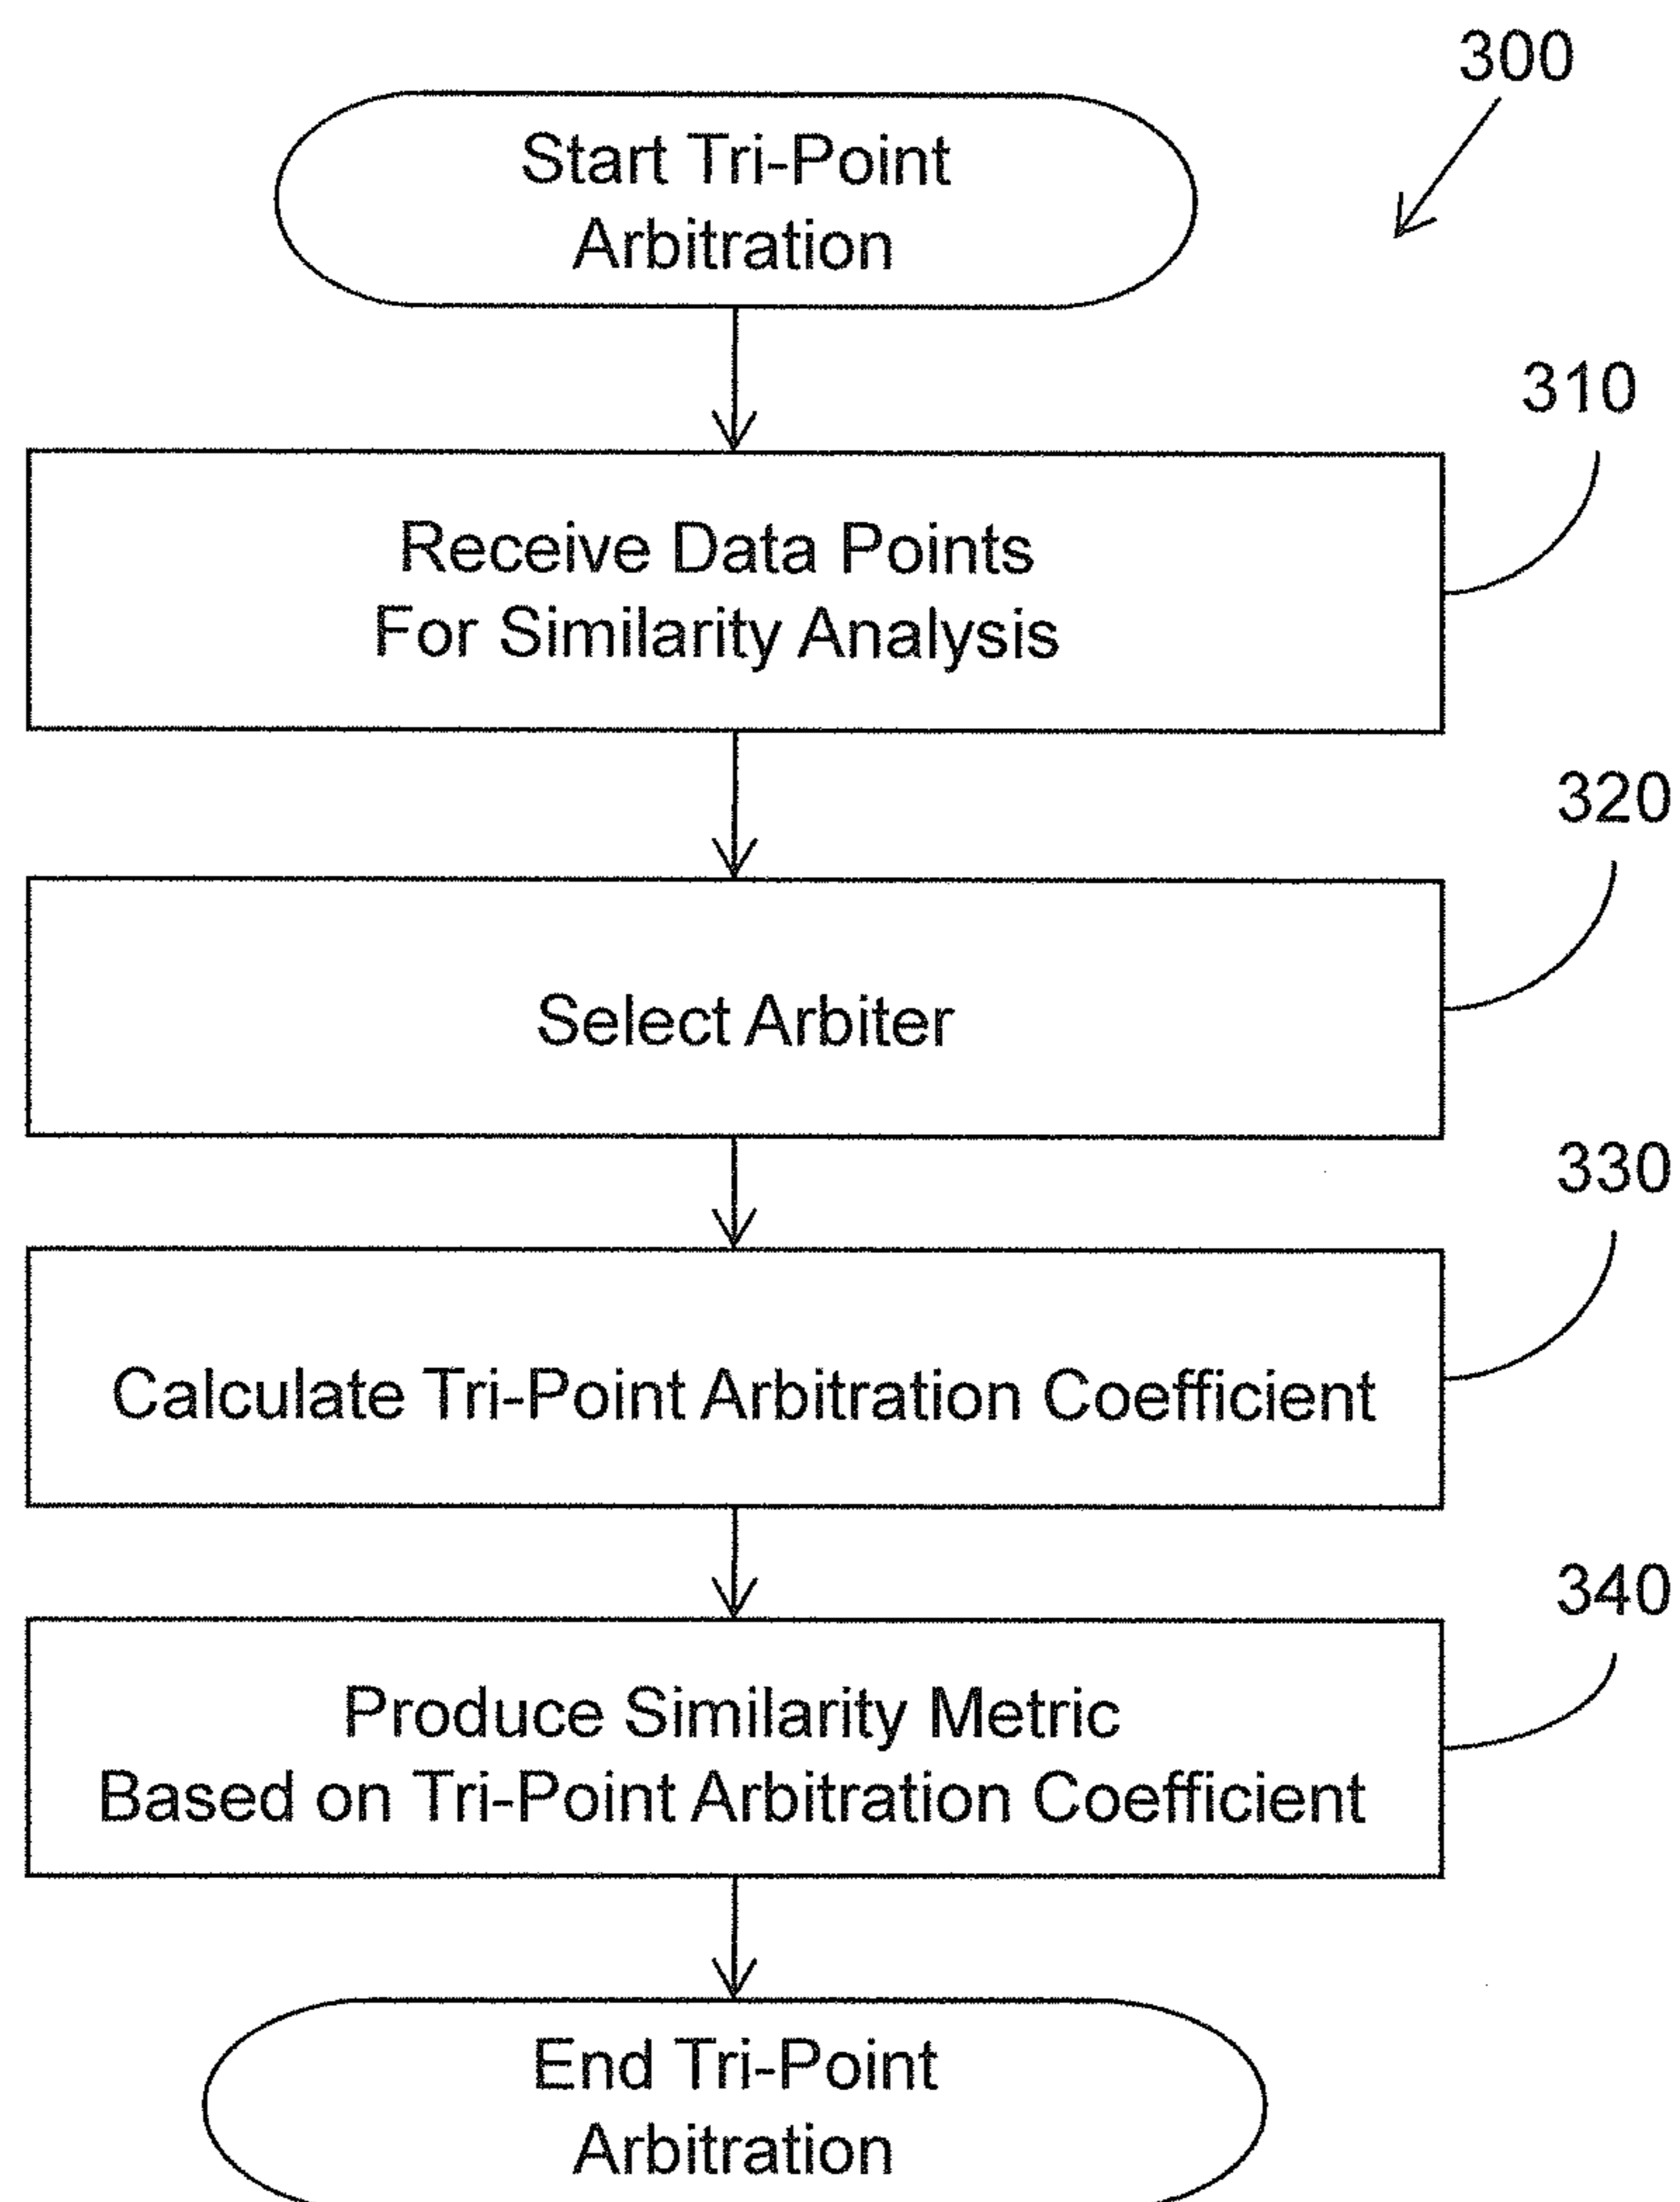 300
Start Tri-Point
Arbitration
310
Receive Data Points
For Similarity Analysis
320
Select Arbiter
330
Calculate Tri-Point Arbitration Coefficient
340
Produce Similarity Metric
Based on Tri-Point Arbitration Coefficient
End Tri-Point
Arbitration